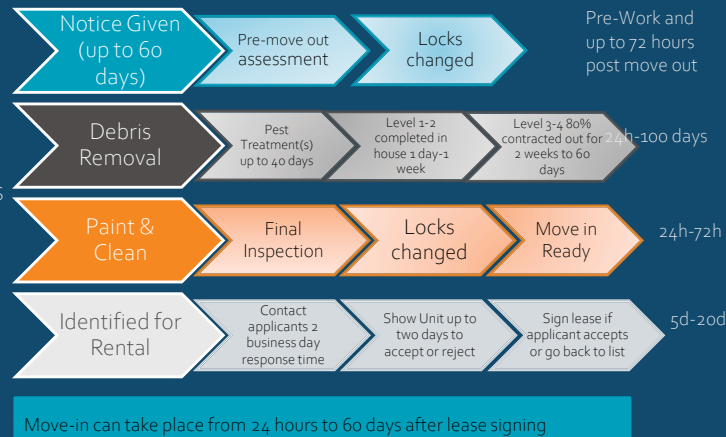 Notice Given
(up to 60
days)
Pre-move out
assessment
Locks
changed
Pre-Work and
up to 72 hours
post move out
Debris
Removal
Pest
Treatment(s)
up to 40 days
Level 1-2
completed in
house 1 day-1
week
Level 3-4 80%
contracted out for
2 weeks to 60
days
24h-100 days
s
Paint &
Clean
Final
Inspection
Locks
changed
Move in
Ready
24h-72h
Identified for
Rental
Contact
applicants 2
business day
response time
Show Unit up to
two days to
accept or reject
Sign lease if
applicant accepts
or go back to list
5d-20d
Move-in can take place from 24 hours to 60 days after lease signing